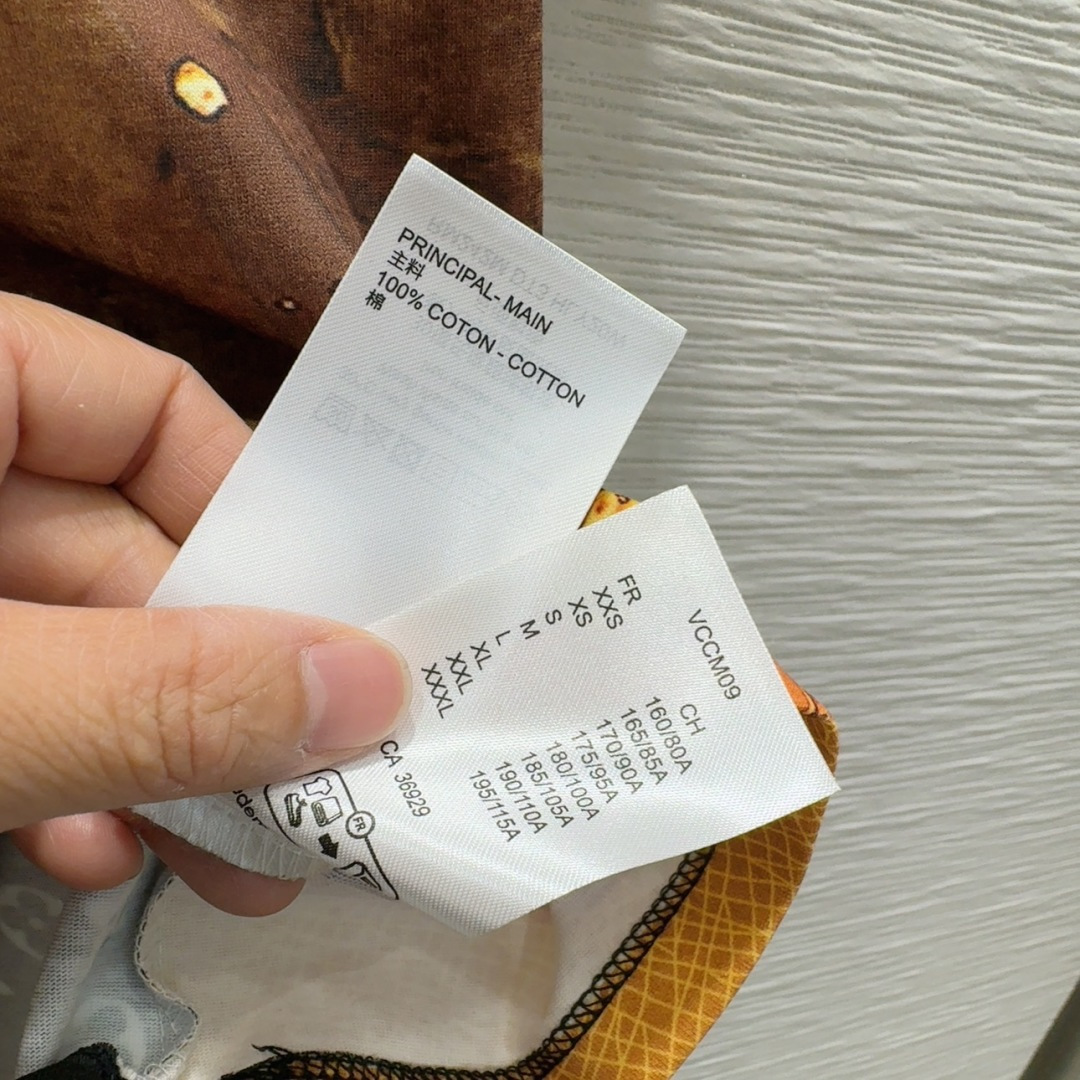 PRINCIPAL- MAIN
主料
100% COTON - COTTON
棉
VCCM09
FR CH
XXS 160/80A
XS 165/85A
S 170/90A
M 175/95A
L 180/100A
XL 185/105A
XXL 190/110A
XXXL 195/115A
CA 36929
FR